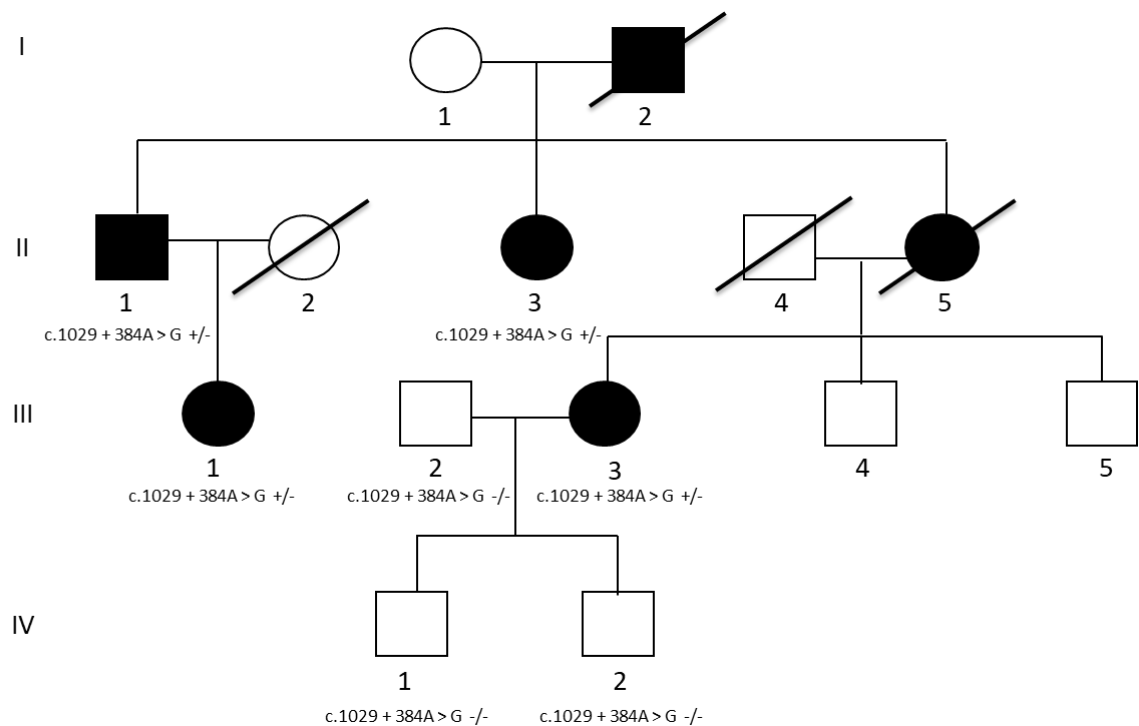 I
1 2
II
1 2 3 4 5
c.1029 + 384A > G +/- c.1029 + 384A > G +/-
III
1 2 3 4 5
c.1029 + 384A > G +/- c.1029 + 384A > G -/- c.1029 + 384A > G +/-
IV
1 2
c.1029 + 384A > G -/- c.1029 + 384A > G -/-